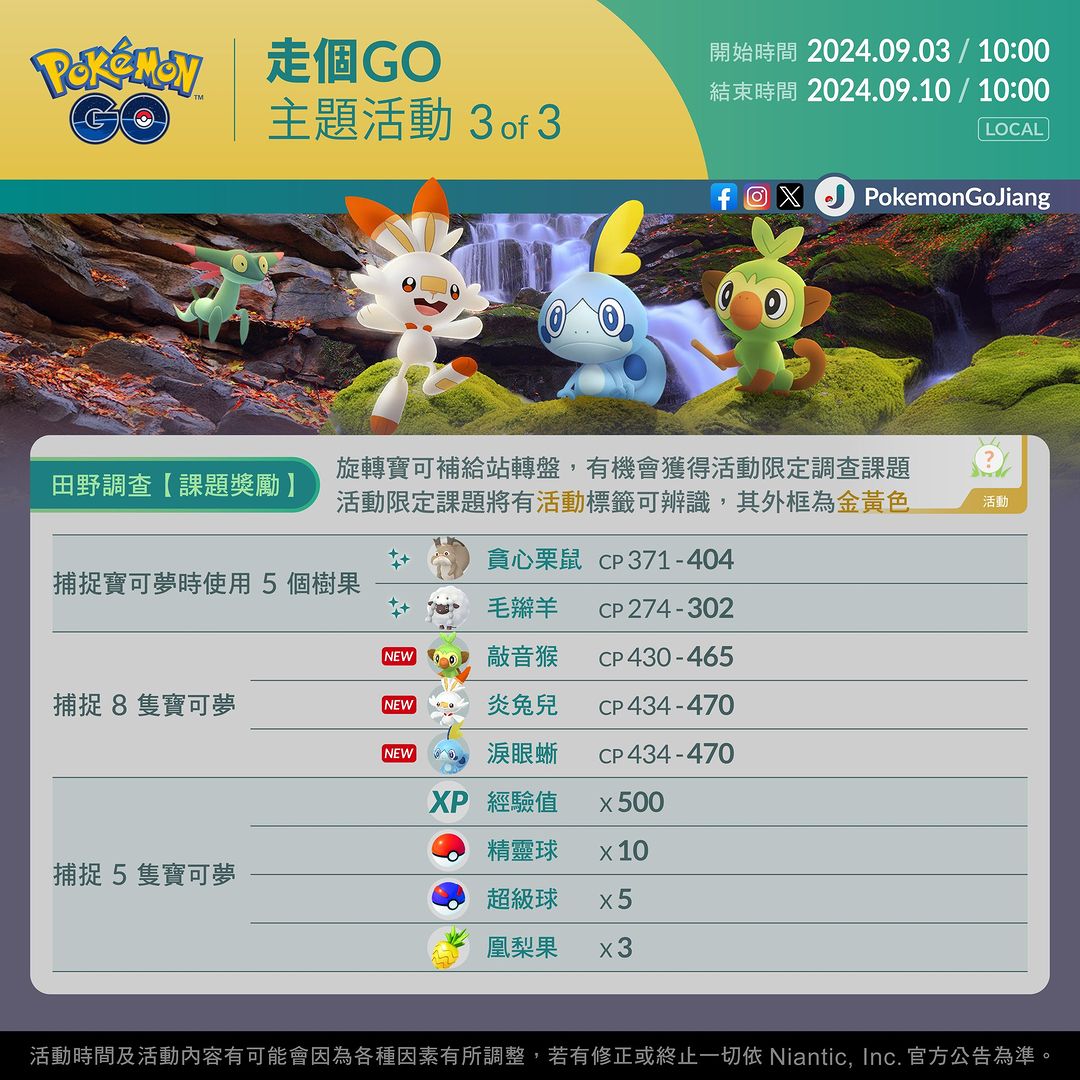 POKÉMON GO™
走個GO
主題活動 3 of 3
開始時間 2024.09.03 / 10:00
結束時間 2024.09.10 / 10:00
LOCAL
PokemonGoJiang
田野調查【課題獎勵】
旋轉寶可補給站轉盤，有機會獲得活動限定調查課題
活動限定課題將有活動標籤可辨識，其外框為金黃色
?
活動
捕捉寶可夢時使用 5 個樹果
貪心栗鼠 CP 371 - 404
毛辮羊 CP 274 - 302
捕捉 8 隻寶可夢
NEW 敲音猴 CP 430 - 465
NEW 炎兔兒 CP 434 - 470
NEW 淚眼蜥 CP 434 - 470
捕捉 5 隻寶可夢
XP 經驗值 x 500
精靈球 x 10
超級球 x 5
凰梨果 x 3
活動時間及活動內容有可能會因為各種因素有所調整，若有修正或終止一切依 Niantic, Inc. 官方公告為準。